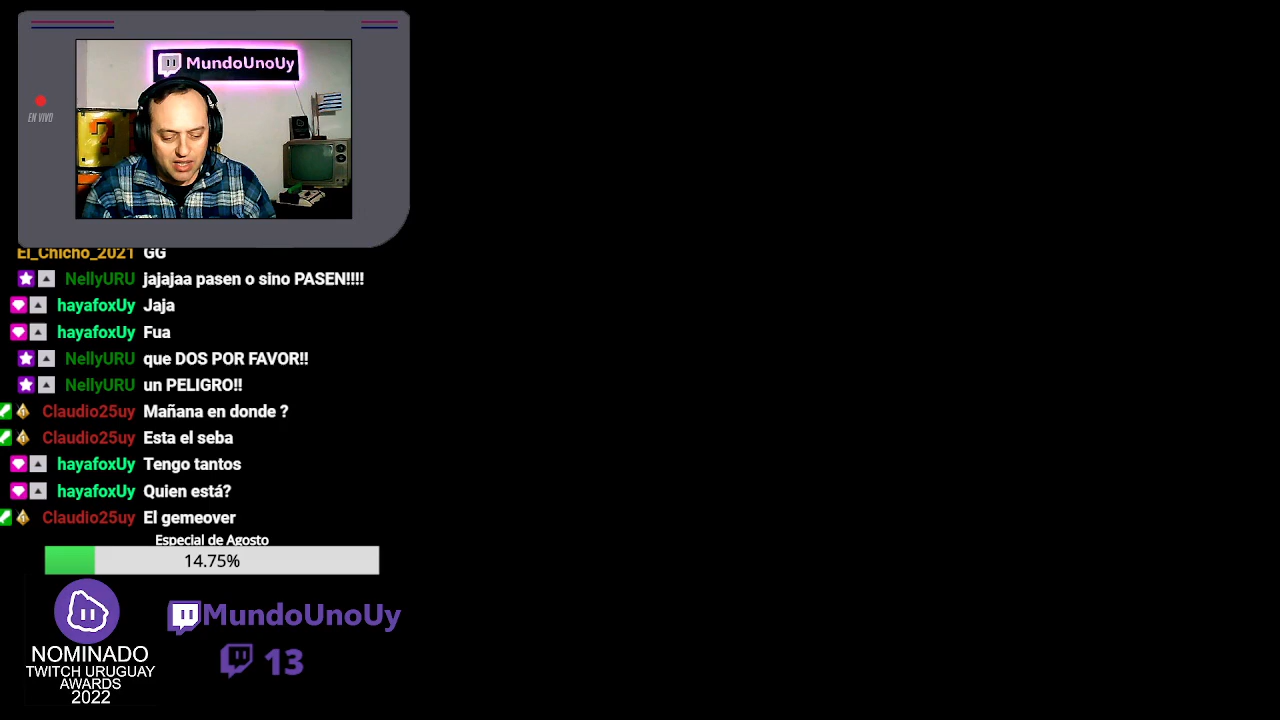 MundoUnoUy
EN VIVO
El_Chicho_2021 GG
NellyURU jajajaa pasen o sino PASEN!!!!
hayafoxUy Jaja
hayafoxUy Fua
NellyURU que DOS POR FAVOR!!
NellyURU un PELIGRO!!
Claudio25uy Mañana en donde ?
Claudio25uy Esta el seba
hayafoxUy Tengo tantos
hayafoxUy Quien está?
Claudio25uy El gemeover
Especial de Agosto
14.75%
MundoUnoUy
13
NOMINADO
TWITCH URUGUAY
AWARDS
2022